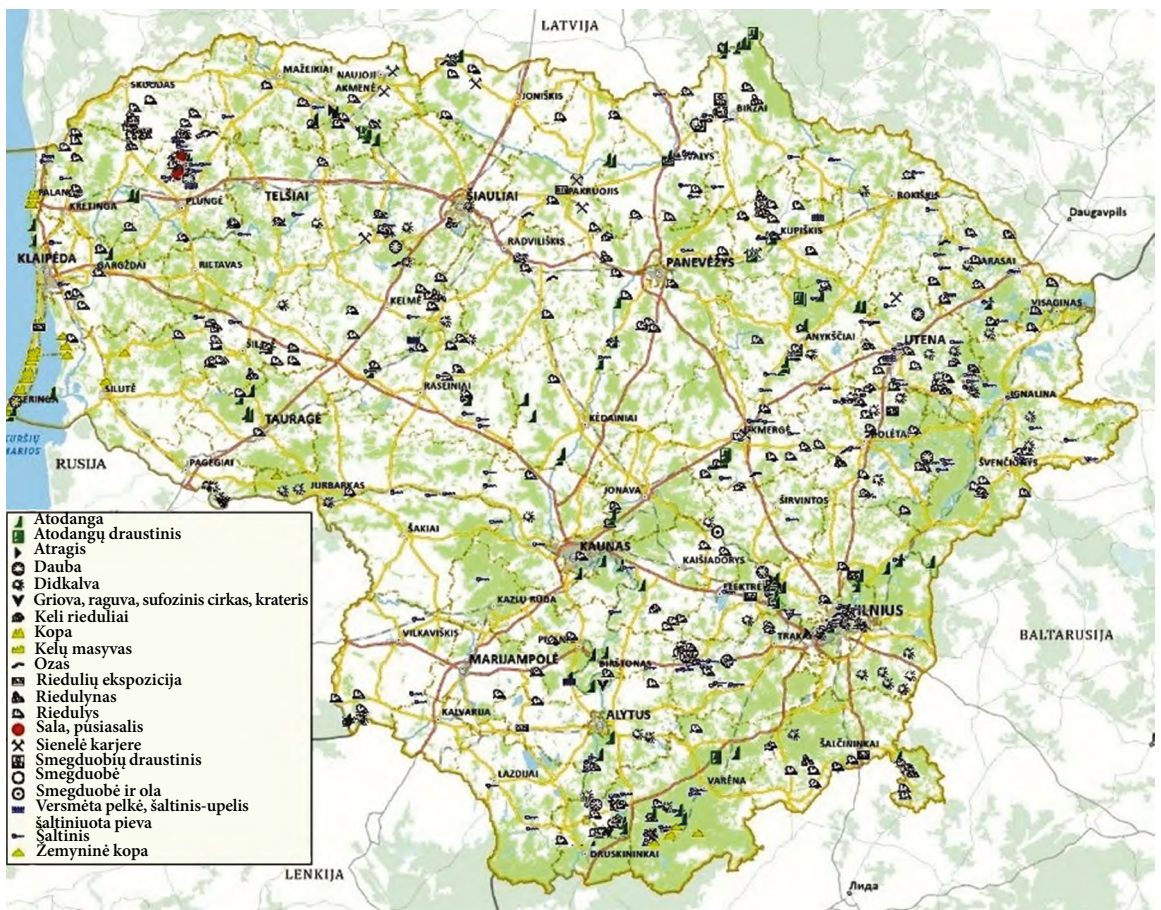 LATVIJA
MAŽEIKIAI
NAUJOJI
AKMENĖ
SKUODAS
JONIŠKIS
BIRŽAI
PAKRUOJIS
ROKIŠKIS
Daugavpils
TELŠIAI
ŠIAULIAI
PLUNGĖ
KRETINGA
KUPIŠKIS
RADVILIŠKIS
KLAIPĖDA
GARGŽDAI
RIETAVAS
PANEVĖŽYS
ZARASAI
VISAGINAS
KELMĖ
ANYKŠČIAI
UTENA
ŠILUTĖ
RASEINIAI
IGNALINA
NERINGA
TAURAGĖ
KĖDAINIAI
UKMERGĖ
KURŠIŲ
MARIOS
RUSIJA
PAGĖGIAI
ŠVENČIONYS
JURBARKAS
JONAVA
ŠIRVINTOS
ŠAKIAI
KAUNAS
KAIŠIADORYS
KAZLŲ RŪDA
VILNIUS
VILKAVIŠKIS
TRAKAI
BALTARUSIJA
MARIJAMPOLĖ
BIRŠTONAS
KALVARIJA
ALYTUS
ŠALČININKAI
LAZDIJAI
VARĖNA
DRUSKININKAI
LENKIJA
Лида
Atodanga
Atodangų draustinis
Atragis
Dauba
Didkalva
Griova, raguva, sufozinis cirkas, krateris
Keli rieduliai
Kopa
Kelų masyvas
Ozas
Riedulių ekspozicija
Riedulynas
Riedulys
Sala, pusiasalis
Sienelė karjere
Smegduobių draustinis
Smegduobė
Smegduobė ir ola
Versmėta pelkė, šaltinis-upelis
šaltiniuota pieva
Šaltinis
Žemyninė kopa